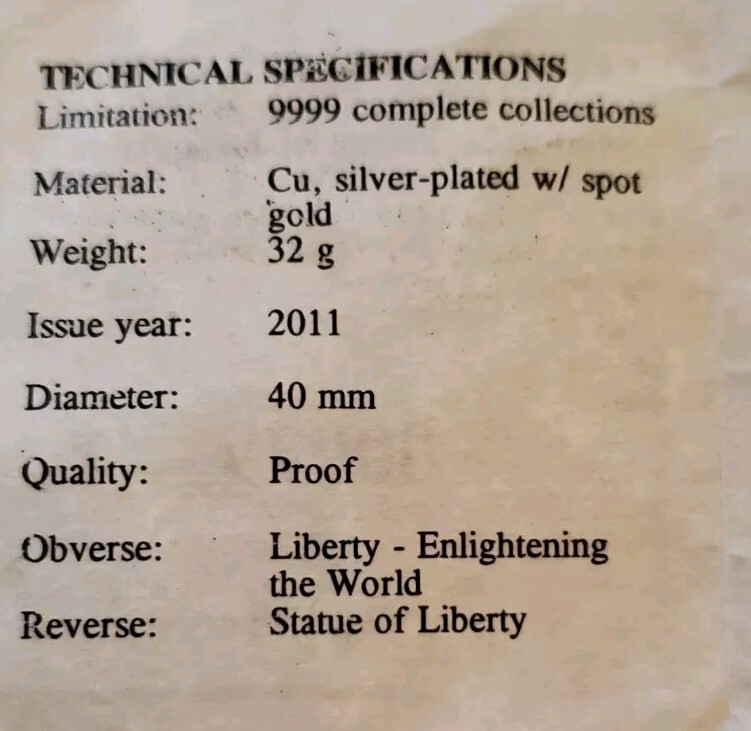 TECHNICAL SPECIFICATIONS
Limitation: 9999 complete collections
Material: Cu, silver-plated w/ spot
gold
Weight: 32 g
Issue year: 2011
Diameter: 40 mm
Quality: Proof
Obverse: Liberty - Enlightening
the World
Reverse: Statue of Liberty